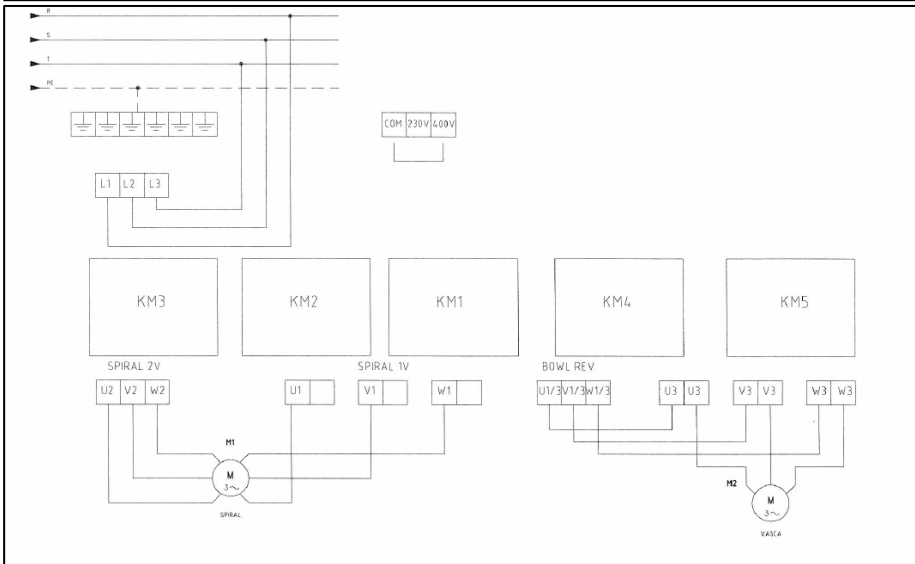 R
S
T
PE
COM 230V 400V
L1 L2 L3
KM3 KM2 KM1 KM4 KM5
SPIRAL 2V SPIRAL 1V BOWL REV
U2 V2 W2 U1 V1 W1 U1/3 V1/3 W1/3 U3 U3 V3 V3 W3 W3
M1
M
3~
SPIRAL
M2
M
3~
VASCA